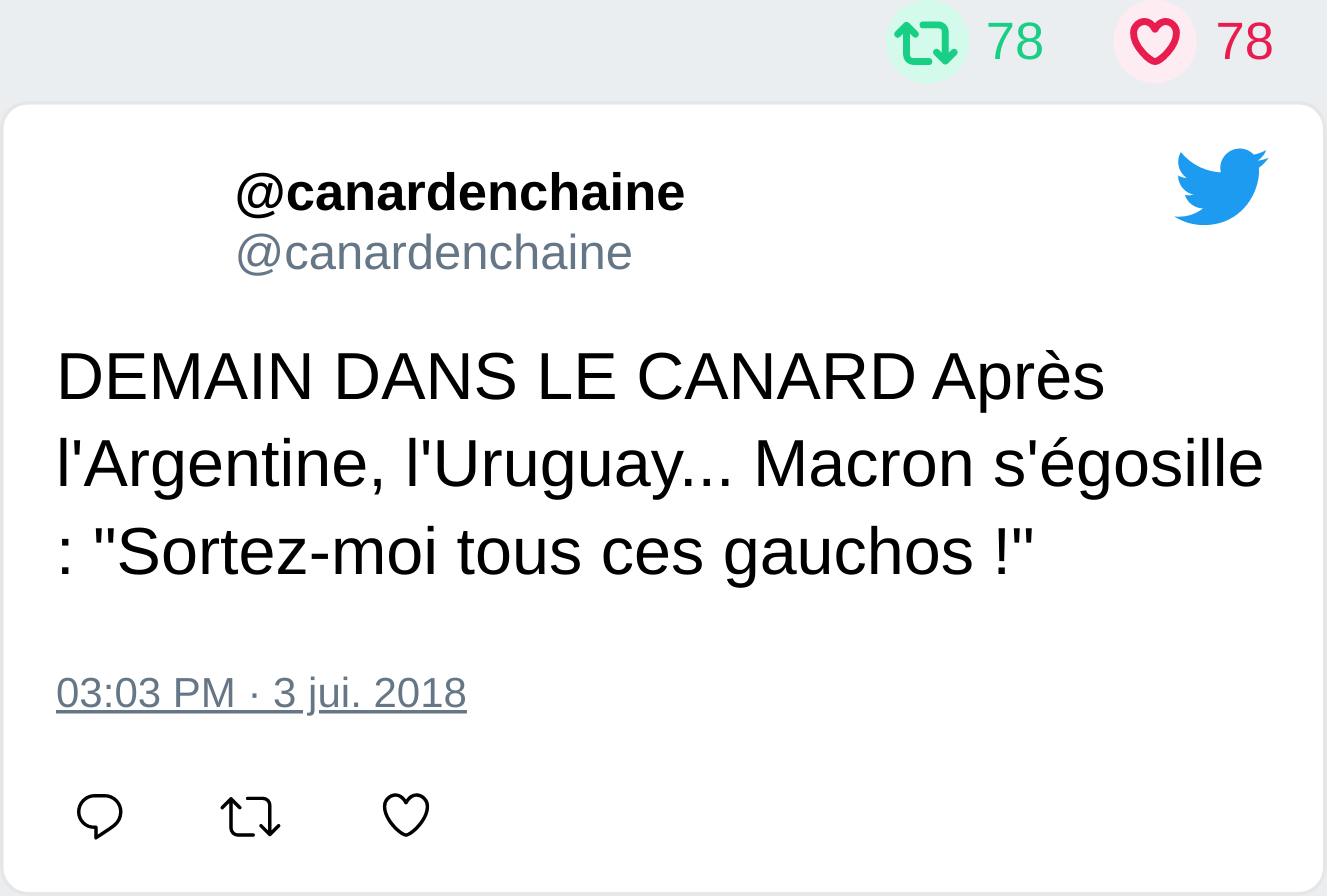 78 78
@canardenchaine
@canardenchaine
DEMAIN DANS LE CANARD Après
l'Argentine, l'Uruguay... Macron s'égosille
: "Sortez-moi tous ces gauchos !"
03:03 PM · 3 jui. 2018